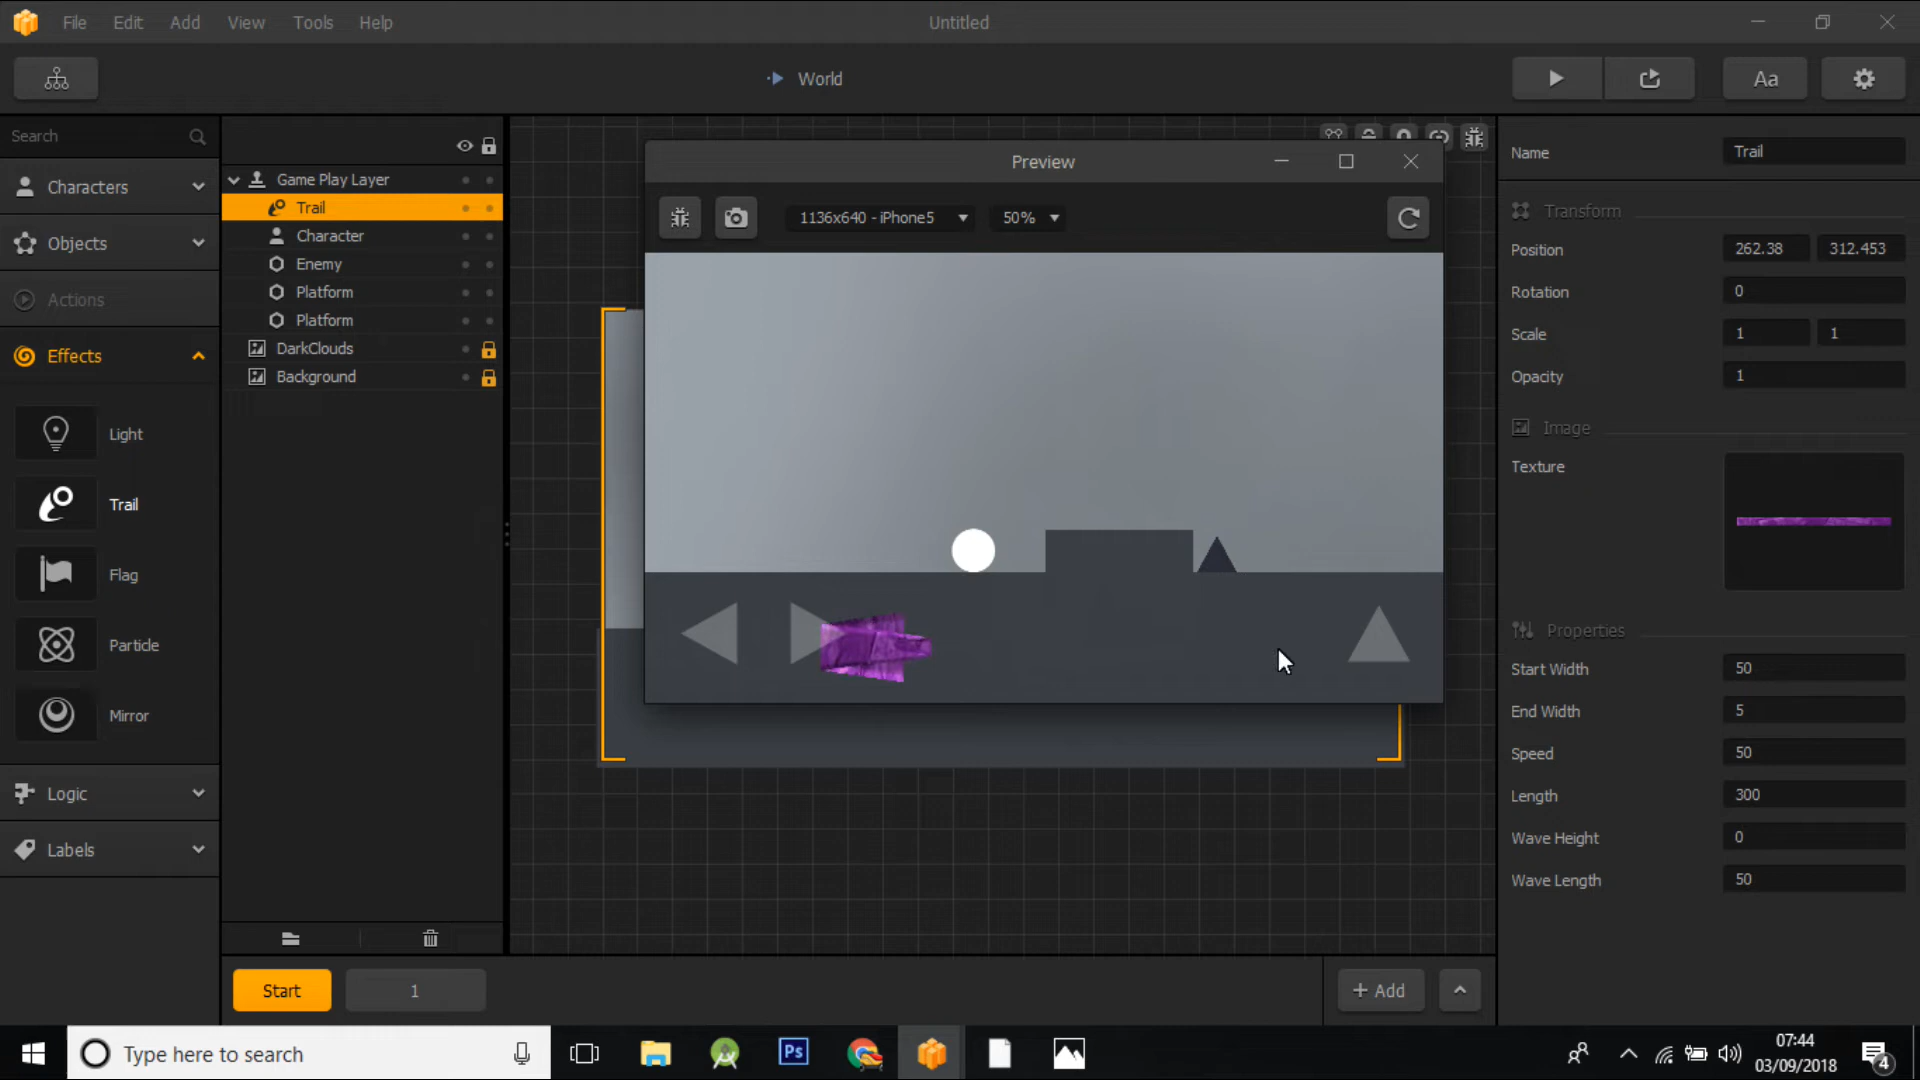 File Edit Add View Tools Help
Untitled
World
Aa
Search
Characters
Objects
Actions
Effects
Light
Trail
Flag
Particle
Mirror
Logic
Labels
Game Play Layer
Trail
Character
Enemy
Platform
Platform
DarkClouds
Background
Preview
1136x640 - iPhone5
50%
Name Trail
Transform
Position 262.38 312.453
Rotation 0
Scale 1 1
Opacity 1
Image
Texture
Properties
Start Width 50
End Width 5
Speed 50
Length 300
Wave Height 0
Wave Length 50
Start 1 + Add
Type here to search
Ps
07:44
03/09/2018
4